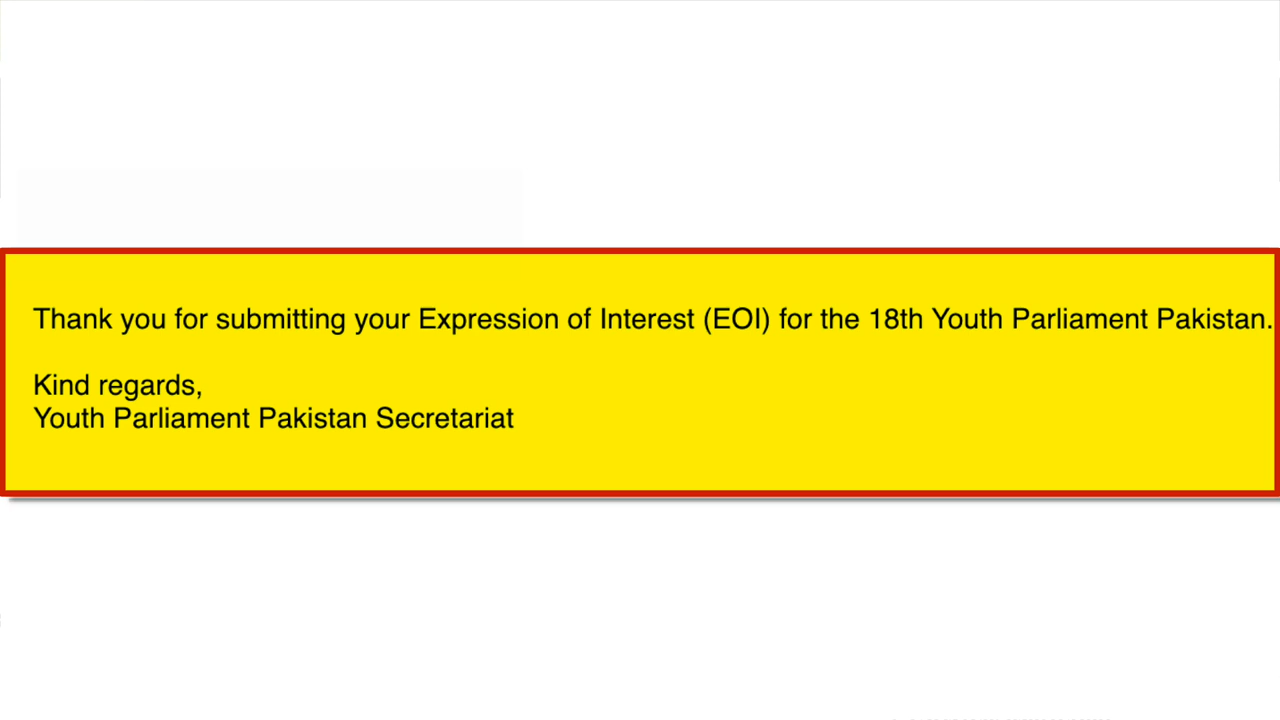 Thank you for submitting your Expression of Interest (EOI) for the 18th Youth Parliament Pakistan.
Kind regards,
Youth Parliament Pakistan Secretariat